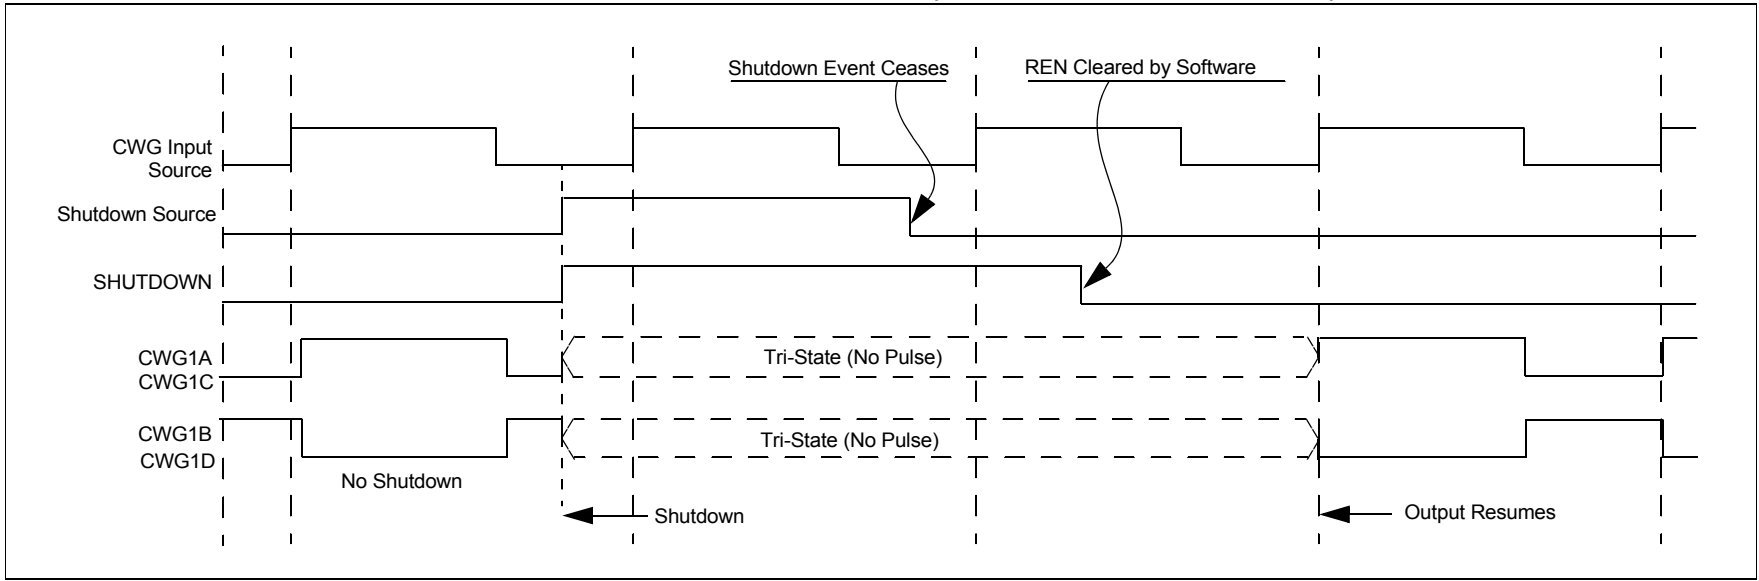 Shutdown Event Ceases
REN Cleared by Software
CWG Input
Source
Shutdown Source
SHUTDOWN
CWG1A
CWG1C
Tri-State (No Pulse)
CWG1B
CWG1D
Tri-State (No Pulse)
No Shutdown
Shutdown
Output Resumes